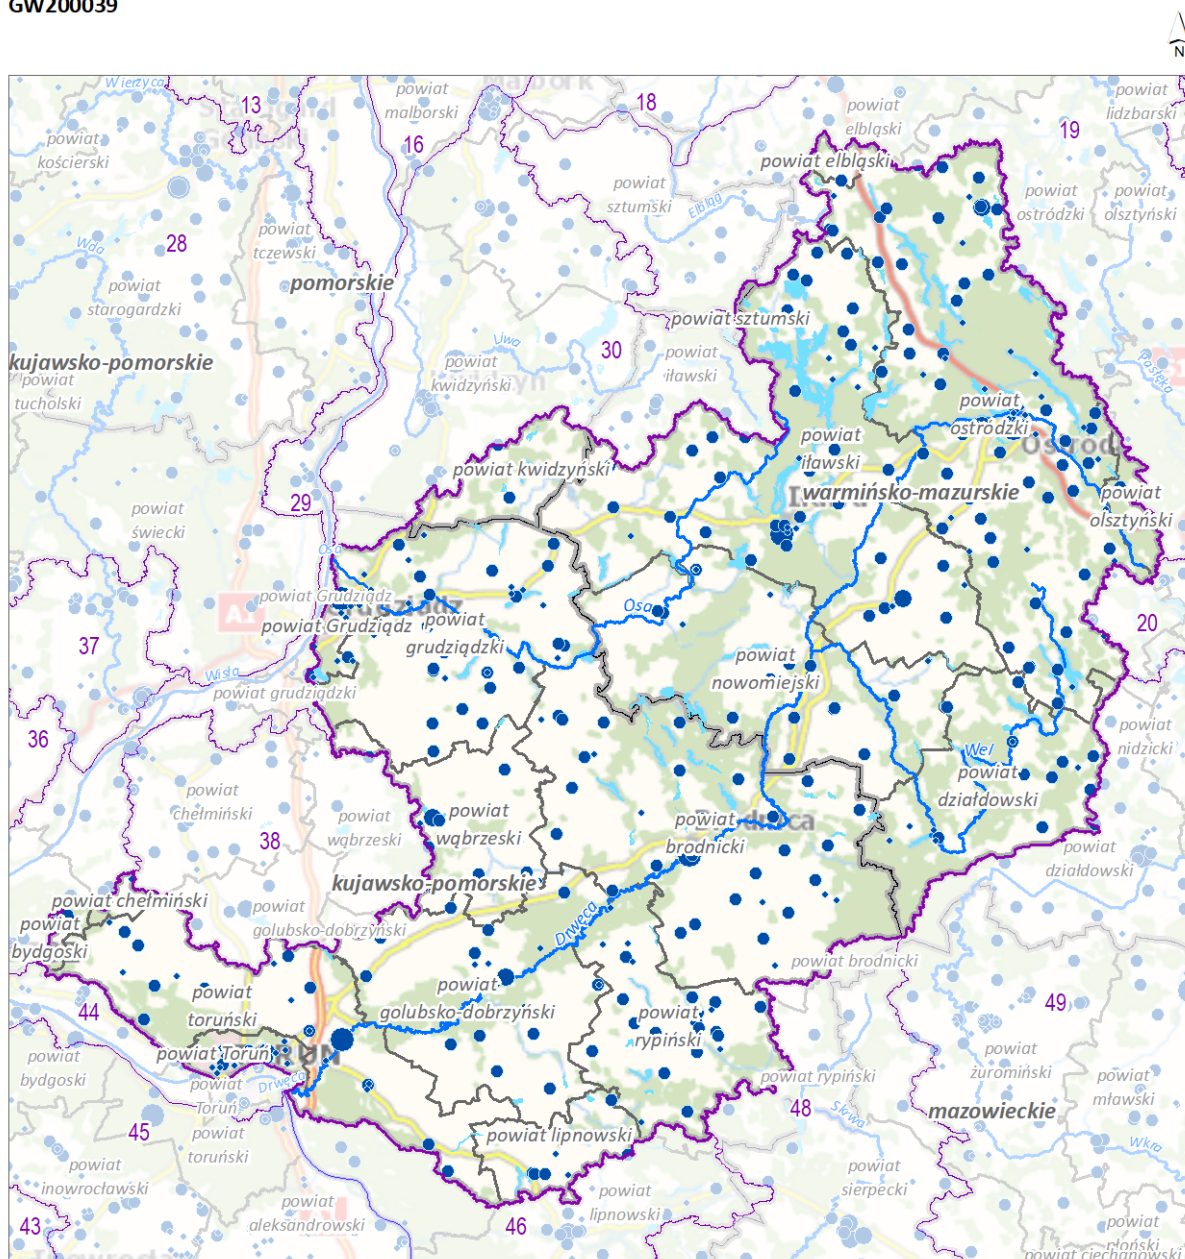 GW200039
N
Wierzyca
13
powiat
malborski
18
powiat
elbląski
powiat
lidzbarski
19
powiat
kościerski
16
powiat elbląski
powiat
sztumski
Elbląg
powiat
ostródzki
powiat
olsztyński
28
Wda
powiat
tczewski
pomorskie
powiat
starogardzki
powiat sztumski
Liwa
30
powiat
iławski
kujawsko-pomorskie
powiat
tucholski
powiat
kwidzyński
Pasłęka
powiat
ostródzki
powiat
iławski
powiat kwidzyński
warmińsko-mazurskie
powiat
olsztyński
29
powiat
świecki
Osa
powiat Grudziądz
powiat Grudziądz
powiat
grudziądzki
A1
Osa
20
37
Wisła
powiat grudziądzki
powiat
nowomiejski
36
powiat
nidzicki
Wel
powiat
działdowski
powiat
chełmiński
38
powiat
wąbrzeski
powiat
wąbrzeski
powiat
brodnicki
powiat
działdowski
kujawsko-pomorskie
powiat chełmiński
powiat
golubsko-dobrzyński
powiat
bydgoski
Drwęca
powiat brodnicki
44
powiat
toruński
powiat
golubsko-dobrzyński
powiat
rypiński
49
powiat
żuromiński
powiat Toruń
powiat
bydgoski
Drwęca
powiat
Toruń
powiat rypiński
powiat
mławski
48
mazowieckie
45
powiat
toruński
Skrwa
powiat lipnowski
Wkra
powiat
inowrocławski
powiat
sierpecki
powiat
aleksandrowski
powiat
lipnowski
43
46
powiat
płoński
powiat ciechanowski